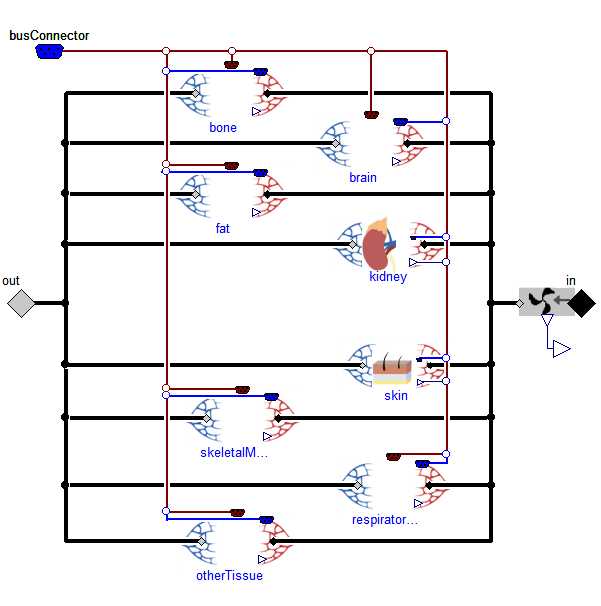 busConnector
bone
brain
fat
kidney
out
in
skin
skeletalM...
respirator...
otherTissue